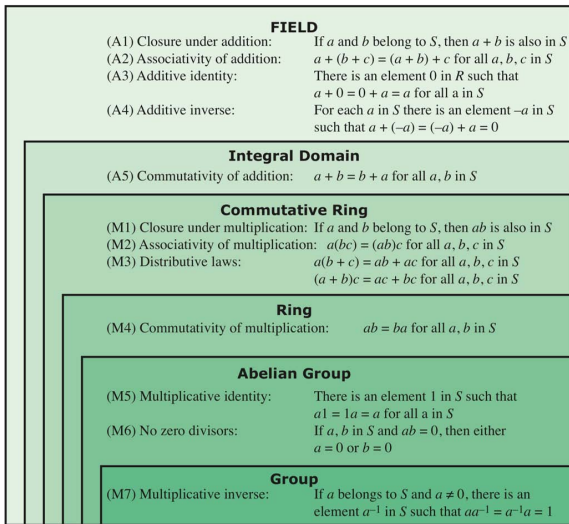 FIELD
(A1) Closure under addition: If a and b belong to S, then a + b is also in S
(A2) Associativity of addition: a + (b + c) = (a + b) + c for all a, b, c in S
(A3) Additive identity: There is an element 0 in R such that
a + 0 = 0 + a = a for all a in S
(A4) Additive inverse: For each a in S there is an element –a in S
such that a + (–a) = (–a) + a = 0
Integral Domain
(A5) Commutativity of addition: a + b = b + a for all a, b in S
Commutative Ring
(M1) Closure under multiplication: If a and b belong to S, then ab is also in S
(M2) Associativity of multiplication: a(bc) = (ab)c for all a, b, c in S
(M3) Distributive laws: a(b + c) = ab + ac for all a, b, c in S
(a + b)c = ac + bc for all a, b, c in S
Ring
(M4) Commutativity of multiplication: ab = ba for all a, b in S
Abelian Group
(M5) Multiplicative identity: There is an element 1 in S such that
a1 = 1a = a for all a in S
(M6) No zero divisors: If a, b in S and ab = 0, then either
a = 0 or b = 0
Group
(M7) Multiplicative inverse: If a belongs to S and a ≠ 0, there is an
element a⁻¹ in S such that aa⁻¹ = a⁻¹a = 1